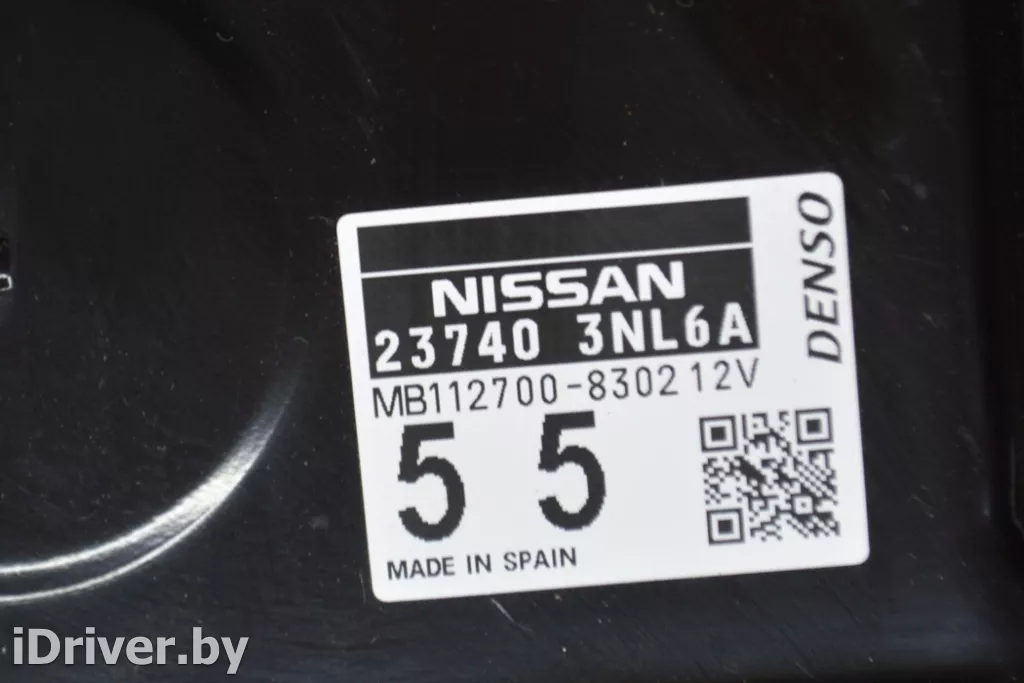 NISSAN
23740 3NL6A
MB112700-8302 12V
DENSO
5 5
MADE IN SPAIN
iDriver.by